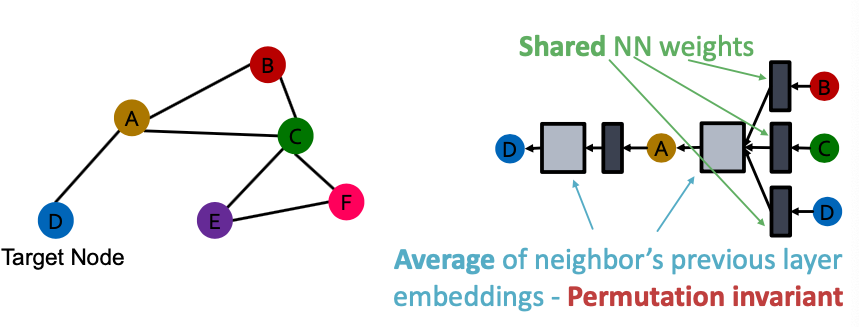 B
A
C
D
E
F
Target Node
Shared NN weights
B
D
A
C
D
Average of neighbor's previous layer
embeddings - Permutation invariant